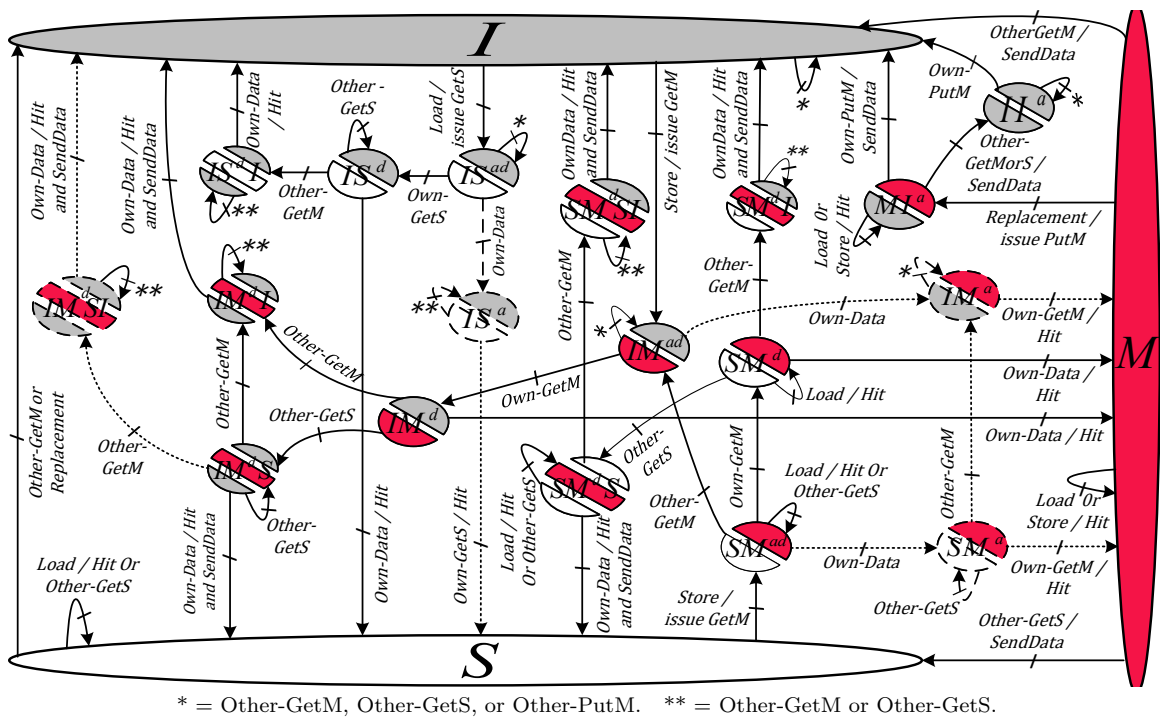 I
OtherGetM /
SendData
Own-
PutM
II a
*
*
Own-Data / Hit
and SendData
Own-Data / Hit
and SendData
Own-Data
/ Hit
Other -
GetS
Load /
issue GetS
*
OwnData / Hit
and SendData
Store / issue GetM
OwnData / Hit
and SendData
**
Own-PutM /
SendData
Other-
GetMorS /
SendData
IS d I
**
Other-
GetM
IS d
Own-
GetS
IS ad
SM d SI
**
SM d I
MI a
Load Or
Store / Hit
Replacement /
issue PutM
M
IM d SI
**
IM d I
**
Own-Data
**
IS a
Other-GetM
Other-
GetM
*
IM ad
Own-Data
*
IM a
Own-GetM /
Hit
Other-GetM
Other-GetM
Own-GetM
SM d
Load / Hit
Own-Data /
Hit
Other-GetM or
Replacement
Other-
GetM
Other-GetS
IM d
Own-Data / Hit
IM d S
Other-
GetS
Other-
GetS
SM d S
Load / Hit
Or Other-GetS
Other-
GetM
Own-GetM
Load / Hit Or
Other-GetS
Other-GetM
Load Or
Store / Hit
SM ad
Own-Data
SM a
Own-GetM /
Hit
Other-GetS
Load / Hit Or
Other-GetS
Own-Data / Hit
and SendData
Own-Data / Hit
Own-GetS / Hit
Own-Data / Hit
and SendData
Store /
issue GetM
Other-GetS /
SendData
S
* = Other-GetM, Other-GetS, or Other-PutM. ** = Other-GetM or Other-GetS.